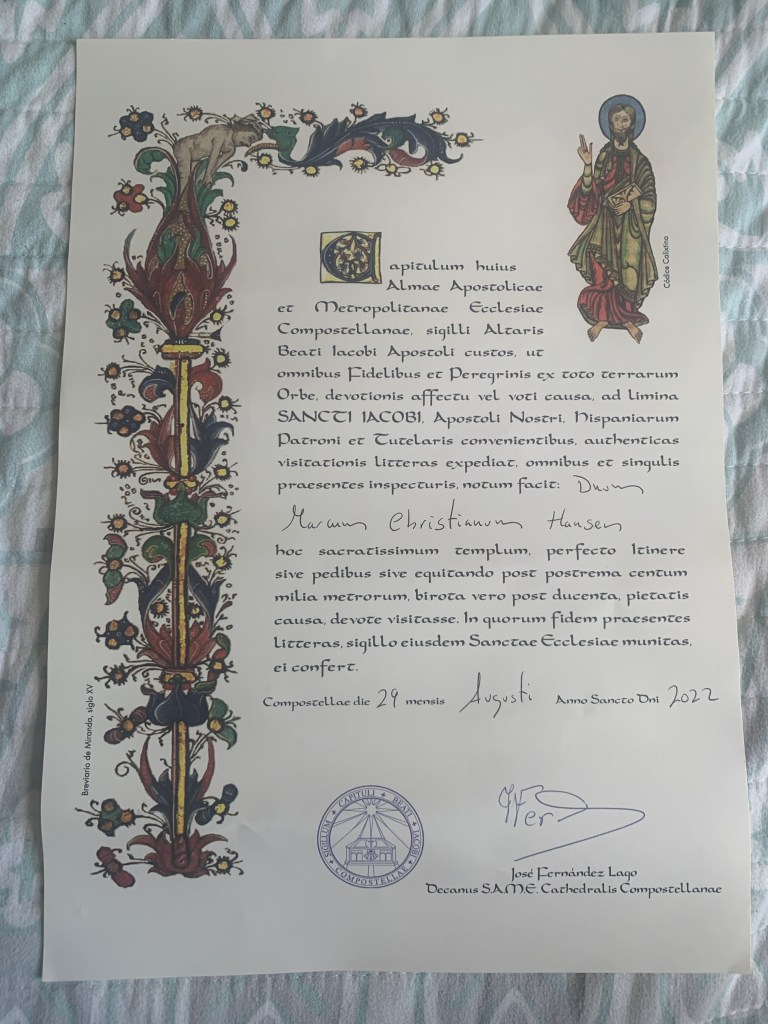 Códice Calixtino
Capitulum huius
Almae Apostolicae
et Metropolitanae Ecclesiae
Compostellanae, sigilli Altaris
Beati Iacobi Apostoli custos, ut
omnibus Fidelibus et Peregrinis ex toto terrarum
Orbe, devotionis affectu vel voti causa, ad limina
SANCTI IACOBI, Apostoli Nostri, Hispaniarum
Patroni et Tutelaris convenientibus, authenticas
visitationis litteras expediat, omnibus et singulis
praesentes inspecturis, notum facit: Dnum
Marcum Christianum Hansen
hoc sacratissimum templum, perfecto Itinere
sive pedibus sive equitando post postrema centum
milia metrorum, birota vero post ducenta, pietatis
causa, devote visitasse. In quorum fidem praesentes
litteras, sigillo eiusdem Sanctae Ecclesiae munitas,
ei confert.
Compostellae die 29 mensis Augusti Anno Sancto Dni 2022
Breviario de Miranda, siglo XV
SIGILLUM CAPITULI BEATI IACOBI COMPOSTELLAE
José Fernández Lago
Decanus S.A.M.E. Cathedralis Compostellanae